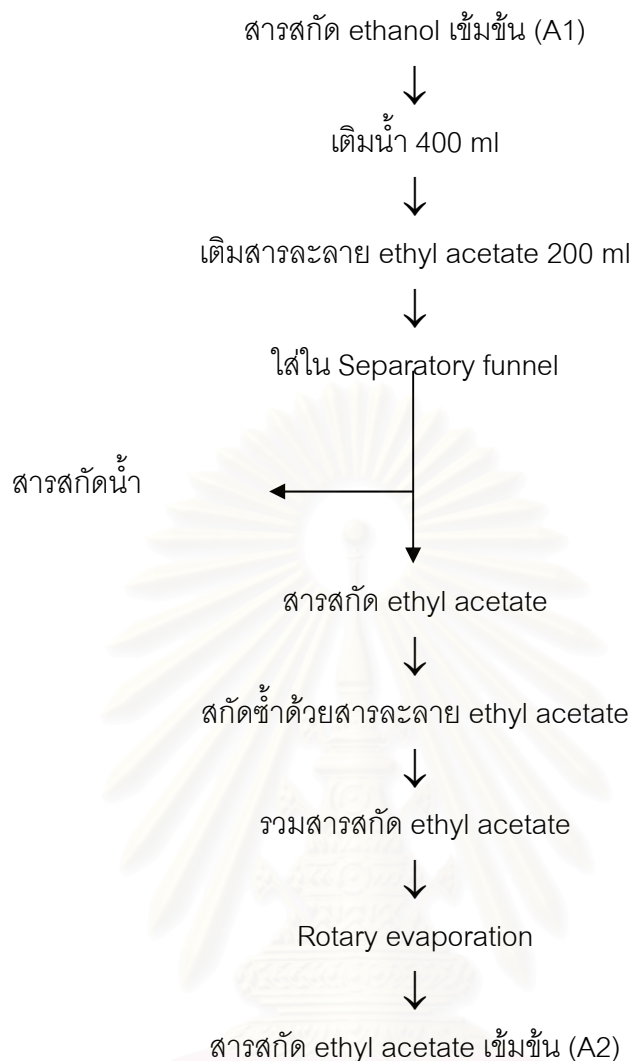 สารสกัด ethanol เข้มข้น (A1)
เติมน้ำ 400 ml
เติมสารละลาย ethyl acetate 200 ml
ใส่ใน Separatory funnel
สารสกัดน้ำ
สารสกัด ethyl acetate
สกัดซ้ำด้วยสารละลาย ethyl acetate
รวมสารสกัด ethyl acetate
Rotary evaporation
สารสกัด ethyl acetate เข้มข้น (A2)